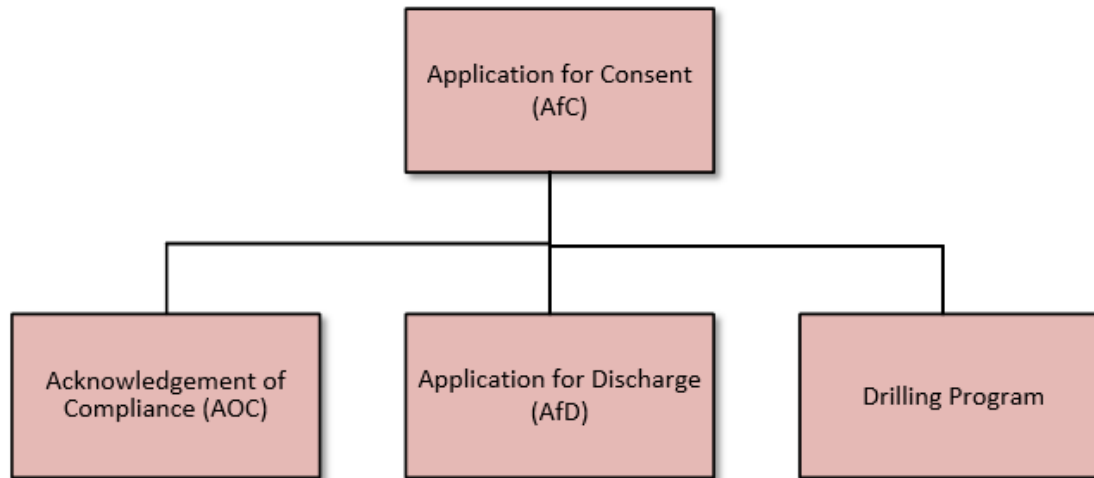 Application for Consent
(AfC)
Acknowledgement of
Compliance (AOC)
Application for Discharge
(AfD)
Drilling Program